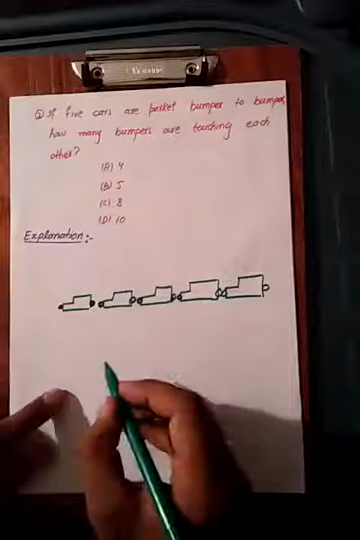 ② If five cars are parket bumper to bumper,
how many bumpers are touching each
other?
(A) 4
(B) 5
(C) 8
(D) 10
Explanation:-